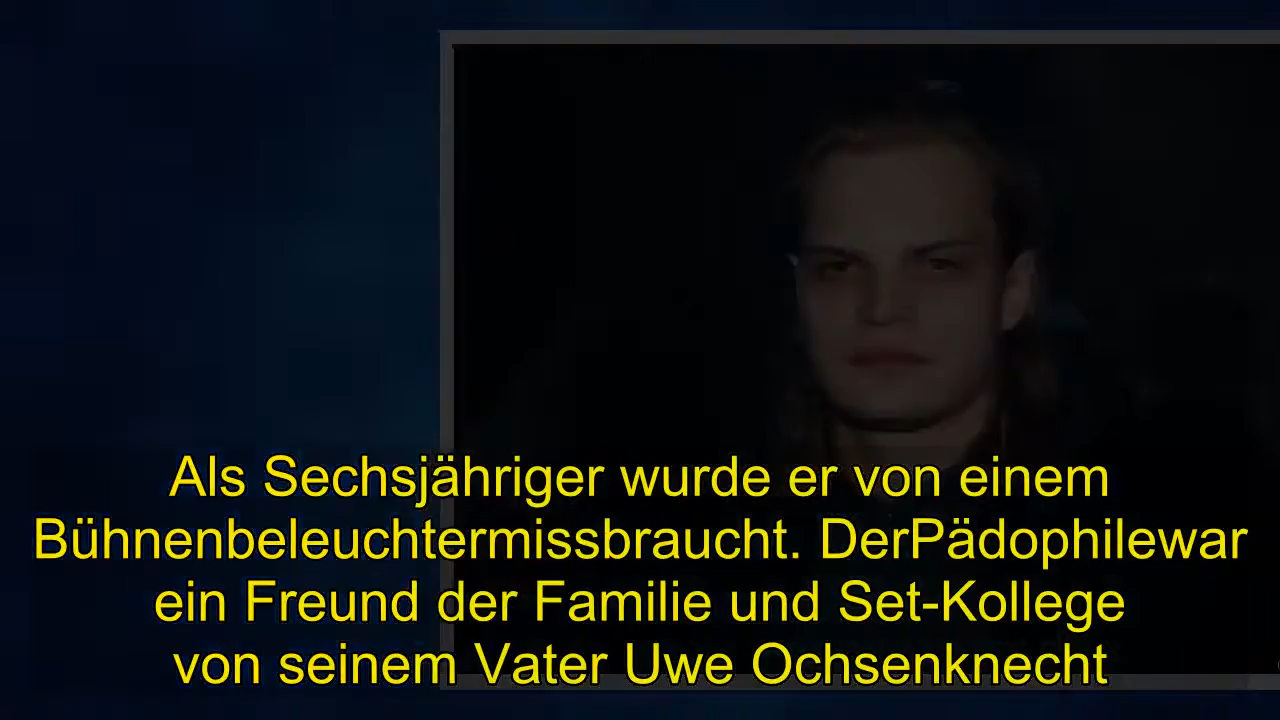 Als Sechsjähriger wurde er von einem
Bühnenbeleuchtermissbraucht. DerPädophilewar
ein Freund der Familie und Set-Kollege
von seinem Vater Uwe Ochsenknecht